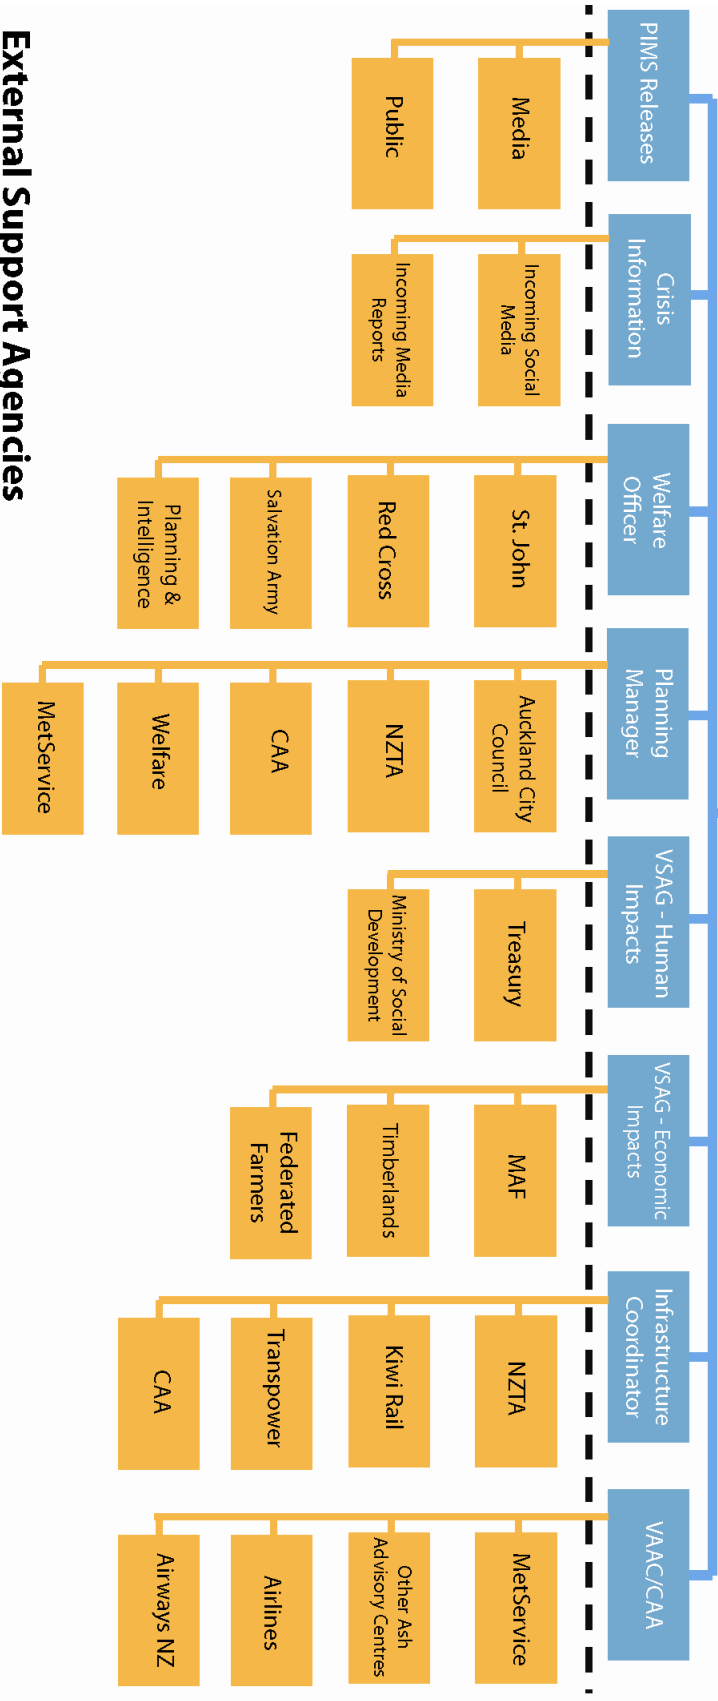 PIMS Releases
Media
Public
Crisis
Information
Incoming Social
Media
Incoming Media
Reports
Welfare
Officer
St. John
Red Cross
Salvation Army
Planning &
Intelligence
Planning
Manager
Auckland City
Council
NZTA
CAA
Welfare
MetService
VSAG - Human
Impacts
Treasury
Ministry of Social
Development
VSAG - Economic
Impacts
MAF
Timberlands
Federated
Farmers
Infrastructure
Coordinator
NZTA
Kiwi Rail
Transpower
CAA
VAAC/CAA
MetService
Other Ash
Advisory Centres
Airlines
Airways NZ
External Support Agencies